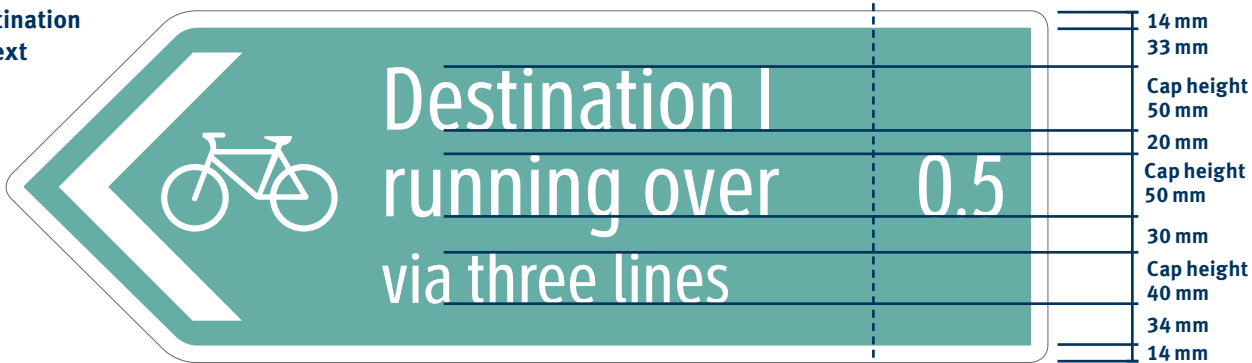 tination
ext
Destination I
running over
via three lines
0.5
14 mm
33 mm
Cap height
50 mm
20 mm
Cap height
50 mm
30 mm
Cap height
40 mm
34 mm
14 mm